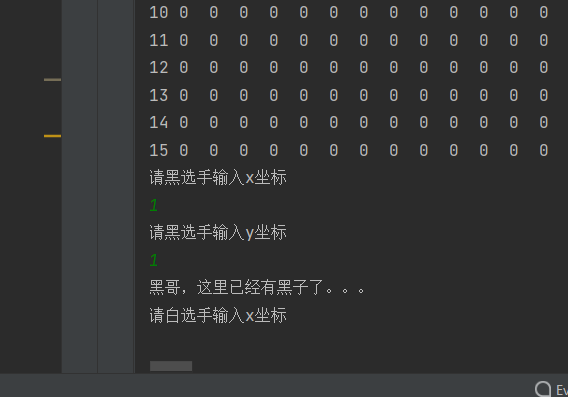 10 0 0 0 0 0 0 0 0 0 0 0 0 0
11 0 0 0 0 0 0 0 0 0 0 0 0 0
12 0 0 0 0 0 0 0 0 0 0 0 0 0
13 0 0 0 0 0 0 0 0 0 0 0 0 0
14 0 0 0 0 0 0 0 0 0 0 0 0 0
15 0 0 0 0 0 0 0 0 0 0 0 0 0
请黑选手输入x坐标
1
请黑选手输入y坐标
1
黑哥，这里已经有黑子了。。。
请白选手输入x坐标
Ev